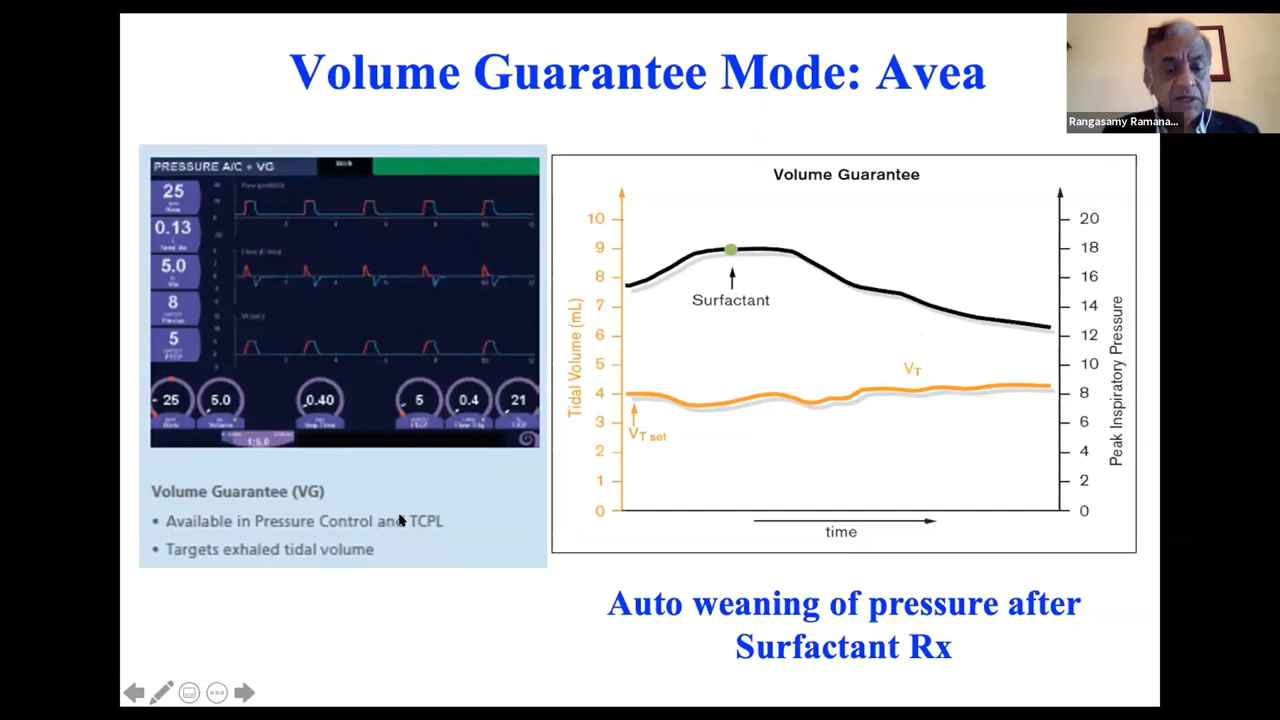 Volume Guarantee Mode: Avea
Rangasamy Ramana...
PRESSURE A/C + VG
25
0.13
5.0
8
5
25
5.0
0.40
5
0.4
21
1:5.0
Volume Guarantee (VG)
• Available in Pressure Control and TCPL
• Targets exhaled tidal volume
Volume Guarantee
10
9
8
7
6
5
4
3
2
1
0
Tidal Volume (mL)
Surfactant
VT
VT set
time
20
18
16
14
12
10
8
6
4
2
0
Peak Inspiratory Pressure
Auto weaning of pressure after
Surfactant Rx